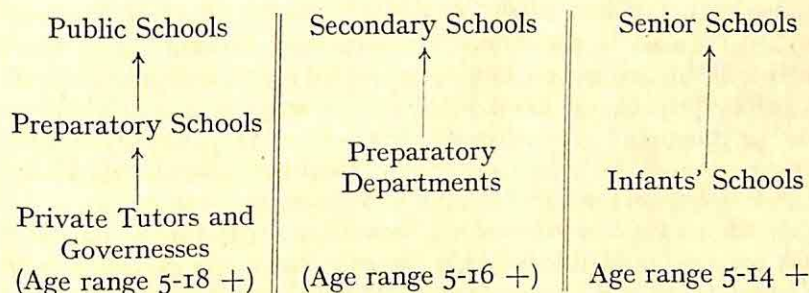 Public Schools
Preparatory Schools
Private Tutors and
Governesses
(Age range 5-18 +)
Secondary Schools
Preparatory
Departments
(Age range 5-16 +)
Senior Schools
Infants' Schools
Age range 5-14 +